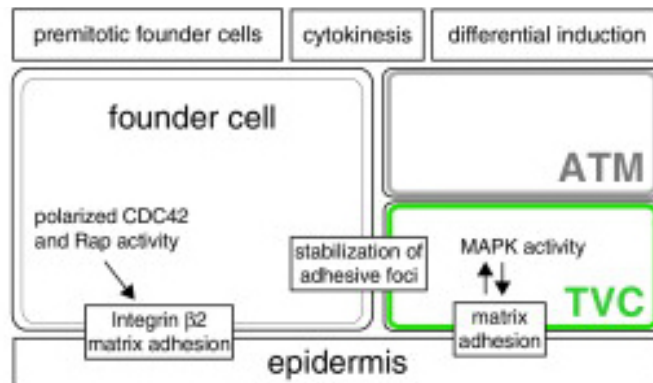 premitotic founder cells
cytokinesis
differential induction
founder cell
ATM
polarized CDC42
and Rap activity
stabilization of
adhesive foci
MAPK activity
TVC
Integrin β2
matrix adhesion
matrix
adhesion
epidermis